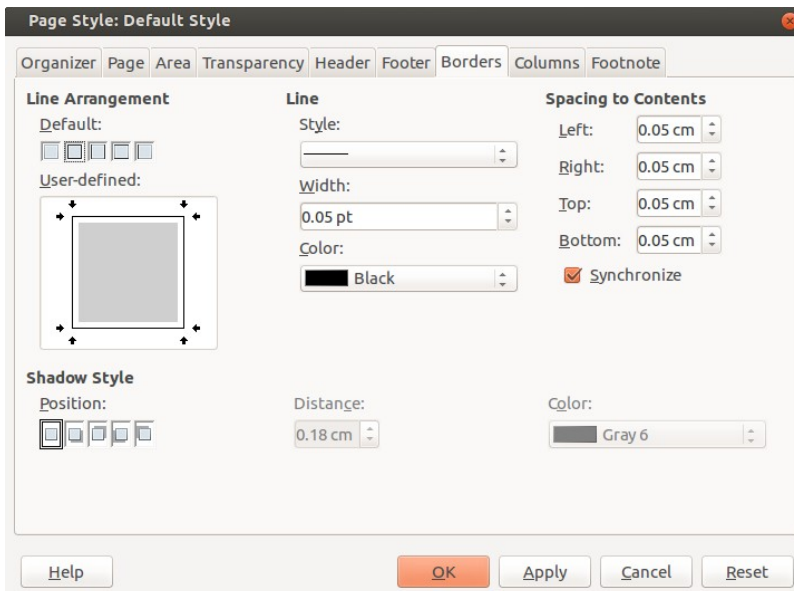 Page Style: Default Style
Organizer Page Area Transparency Header Footer Borders Columns Footnote
Line Arrangement
Default:
User-defined:
Line
Style:
Width:
0.05 pt
Color:
Black
Spacing to Contents
Left: 0.05 cm
Right: 0.05 cm
Top: 0.05 cm
Bottom: 0.05 cm
Synchronize
Shadow Style
Position:
Distance:
0.18 cm
Color:
Gray 6
Help OK Apply Cancel Reset